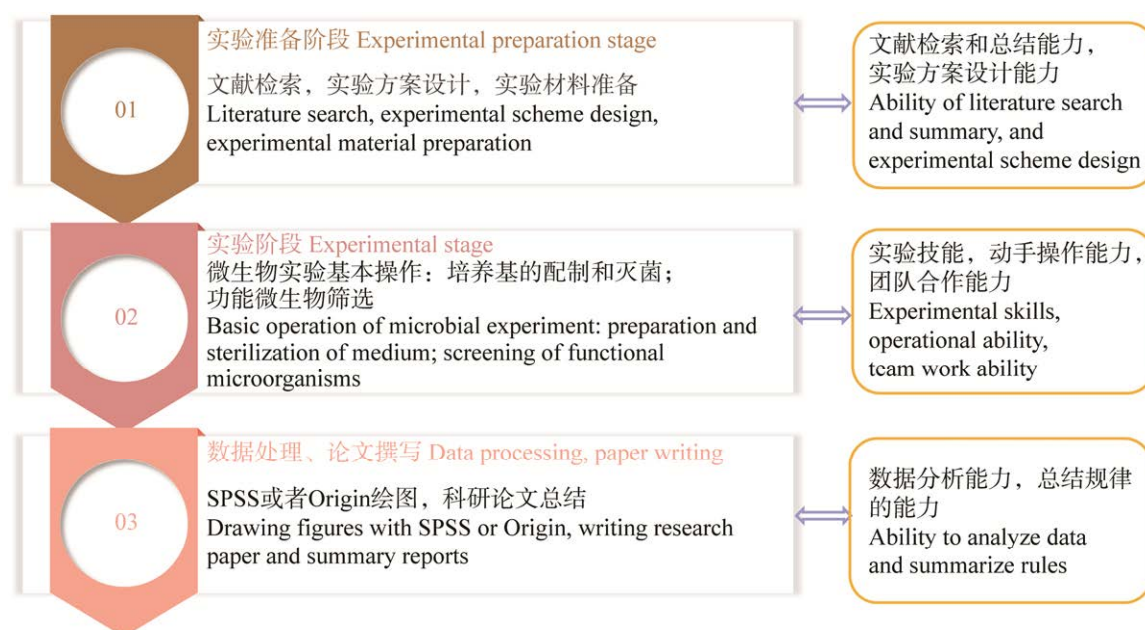 01
实验准备阶段 Experimental preparation stage
文献检索，实验方案设计，实验材料准备
Literature search, experimental scheme design,
experimental material preparation
文献检索和总结能力，
实验方案设计能力
Ability of literature search
and summary, and
experimental scheme design
02
实验阶段 Experimental stage
微生物实验基本操作：培养基的配制和灭菌；
功能微生物筛选
Basic operation of microbial experiment: preparation and
sterilization of medium; screening of functional
microorganisms
实验技能，动手操作能力，
团队合作能力
Experimental skills,
operational ability,
team work ability
03
数据处理、论文撰写 Data processing, paper writing
SPSS或者Origin绘图，科研论文总结
Drawing figures with SPSS or Origin, writing research
paper and summary reports
数据分析能力，总结规律
的能力
Ability to analyze data
and summarize rules